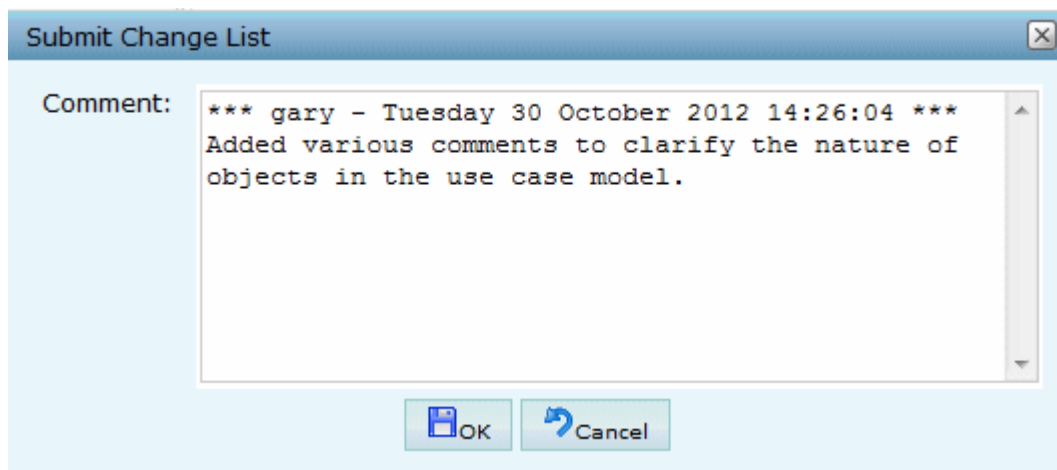 Submit Change List
Comment:
*** gary - Tuesday 30 October 2012 14:26:04 ***
Added various comments to clarify the nature of
objects in the use case model.
OK
Cancel